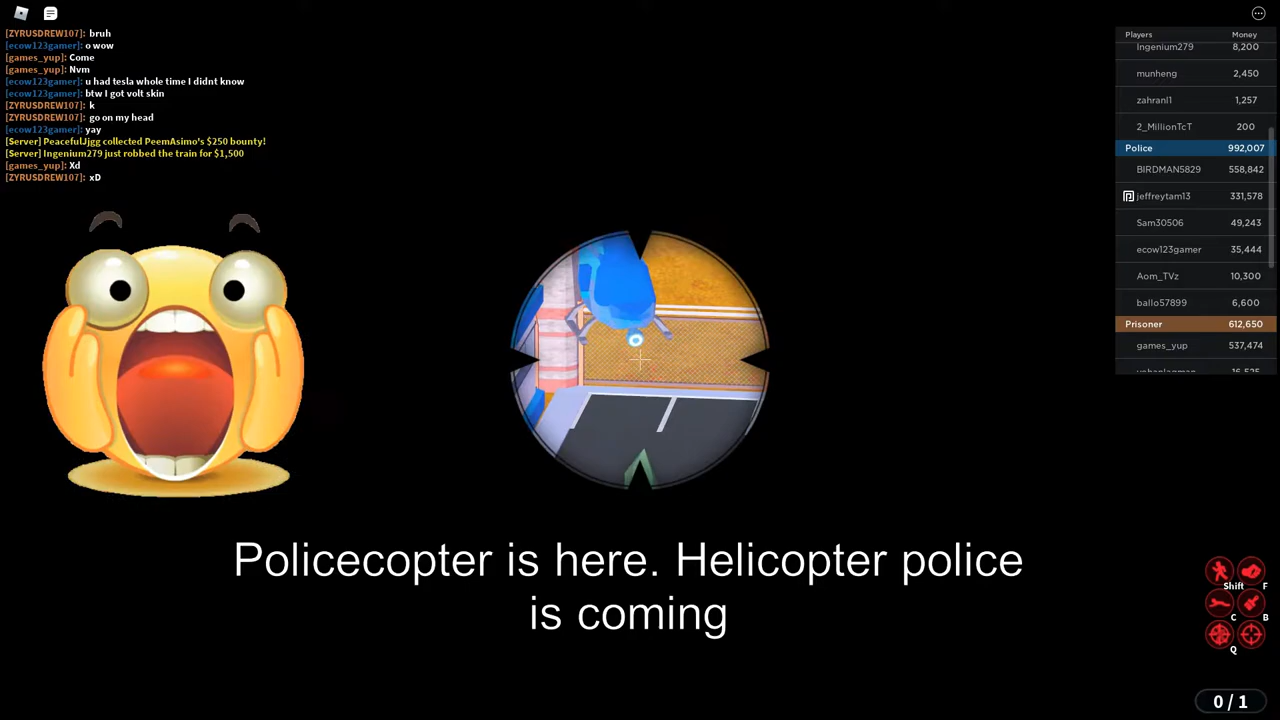 [ZYRUSDREW107]: bruh
[ecow123gamer]: o wow
[games_yup]: Come
[games_yup]: Nvm
[ecow123gamer]: u had tesla whole time I didnt know
[ecow123gamer]: btw I got volt skin
[ZYRUSDREW107]: k
[ZYRUSDREW107]: go on my head
[ecow123gamer]: yay
[Server] PeacefulJjgg collected PeemAsimo's $250 bounty!
[Server] Ingenium279 just robbed the train for $1,500
[games_yup]: Xd
[ZYRUSDREW107]: xD
Players Money
Ingenium279 8,200
munheng 2,450
zahranl1 1,257
2_MillionTcT 200
Police 992,007
BIRDMAN5829 558,842
jeffreytam13 331,578
Sam30506 49,243
ecow123gamer 35,444
Aom_TVz 10,300
ballo57899 6,600
Prisoner 612,650
games_yup 537,474
Policecopter is here. Helicopter police
is coming
Shift F
C B
Q
0 / 1